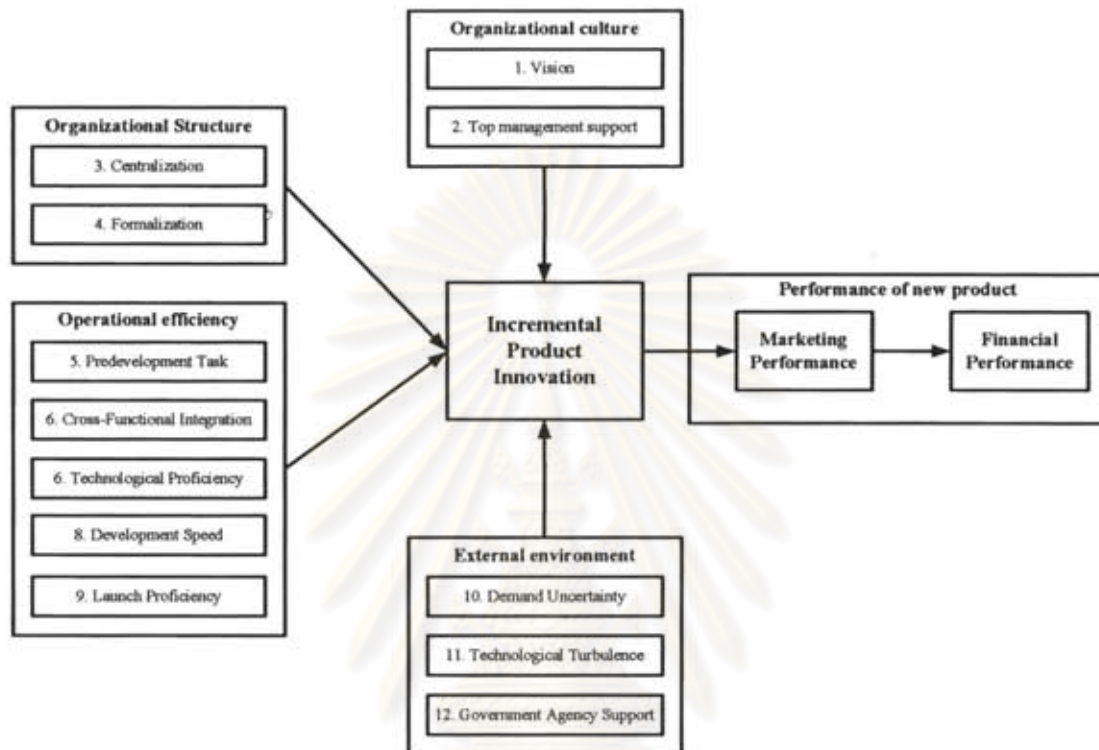 Organizational culture
1. Vision
2. Top management support
Organizational Structure
3. Centralization
4. Formalization
Operational efficiency
5. Predevelopment Task
6. Cross-Functional Integration
6. Technological Proficiency
8. Development Speed
9. Launch Proficiency
Incremental
Product
Innovation
Performance of new product
Marketing
Performance
Financial
Performance
External environment
10. Demand Uncertainty
11. Technological Turbulence
12. Government Agency Support